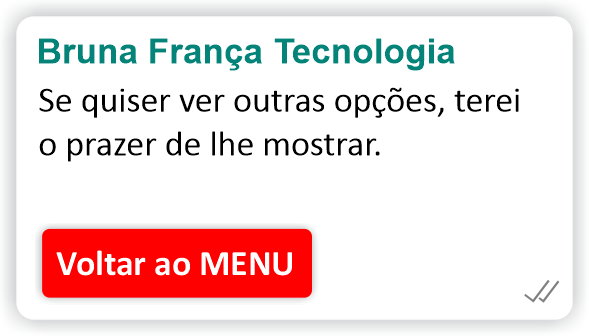 Bruna França Tecnologia
Se quiser ver outras opções, terei
o prazer de lhe mostrar.
Voltar ao MENU